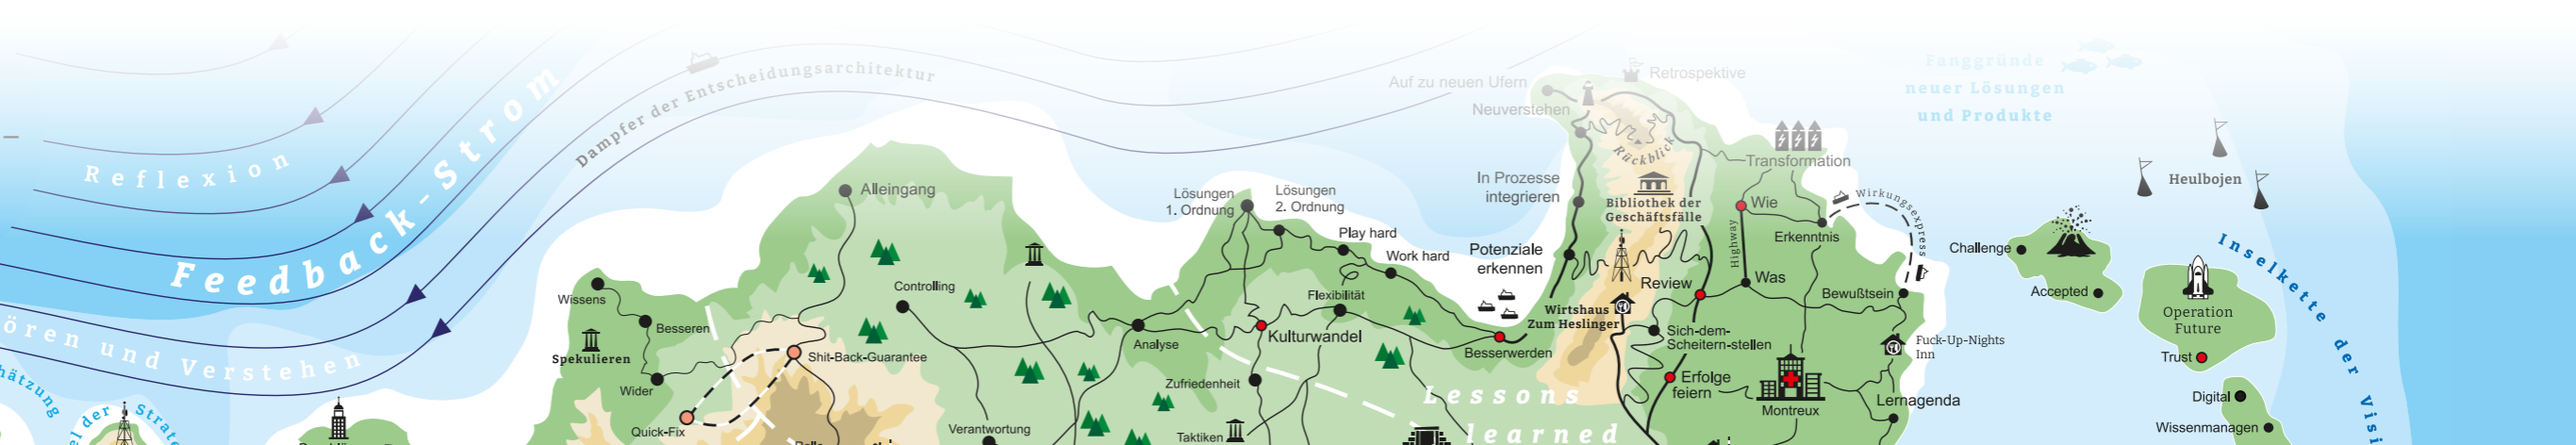 Reflexion
Feedback-Strom
ören und Verstehen
Dampfer der Entscheidungsarchitektur
Alleingang
Controlling
Wissens
Besseren
Spekulieren
Wider
Quick-Fix
Shit-Back-Guarantee
Verantwortung
Analyse
Lösungen
1. Ordnung
Lösungen
2. Ordnung
Play hard
Work hard
Flexibilität
Kulturwandel
Zufriedenheit
Taktiken
Besserwerden
Lessons
learned
Auf zu neuen Ufern
Neuverstehen
Retrospektive
Rückblick
In Prozesse
integrieren
Bibliothek der
Geschäftsfälle
Potenziale
erkennen
Wirtshaus
Zum Heslinger
Review
Sich-dem-
Scheitern-stellen
Erfolge
feiern
Transformation
Wie
Highway
Was
Erkenntnis
Wirkungsexpress
Bewußtsein
Fuck-Up-Nights
Inn
Montreux
Lernagenda
Fanggründe
neuer Lösungen
und Produkte
Heulbojen
Challenge
Accepted
Operation
Future
Trust
Digital
Wissenmanagen
Inselkette der Visi
hätzung
el der Strate